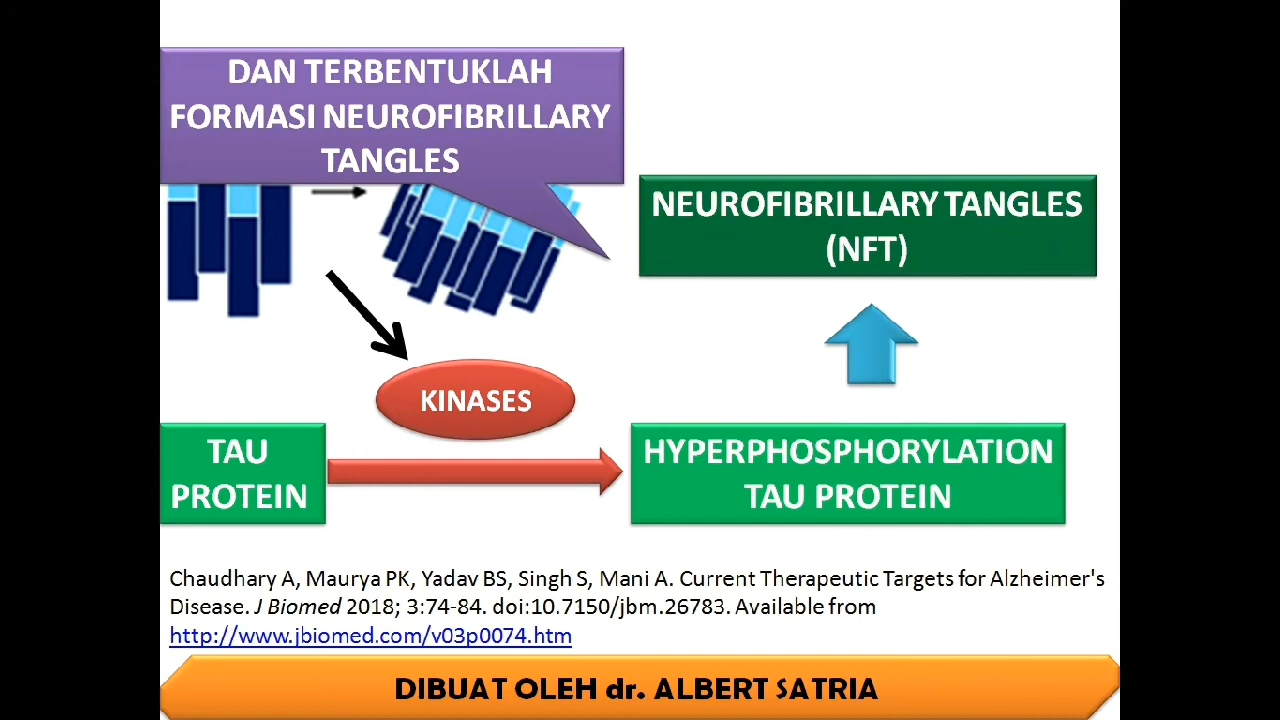 DAN TERBENTUKLAH
FORMASI NEUROFIBRILLARY
TANGLES
NEUROFIBRILLARY TANGLES
(NFT)
KINASES
TAU
PROTEIN
HYPERPHOSPHORYLATION
TAU PROTEIN
Chaudhary A, Maurya PK, Yadav BS, Singh S, Mani A. Current Therapeutic Targets for Alzheimer's
Disease. J Biomed 2018; 3:74-84. doi:10.7150/jbm.26783. Available from
http://www.jbiomed.com/v03p0074.htm
DIBUAT OLEH dr. ALBERT SATRIA